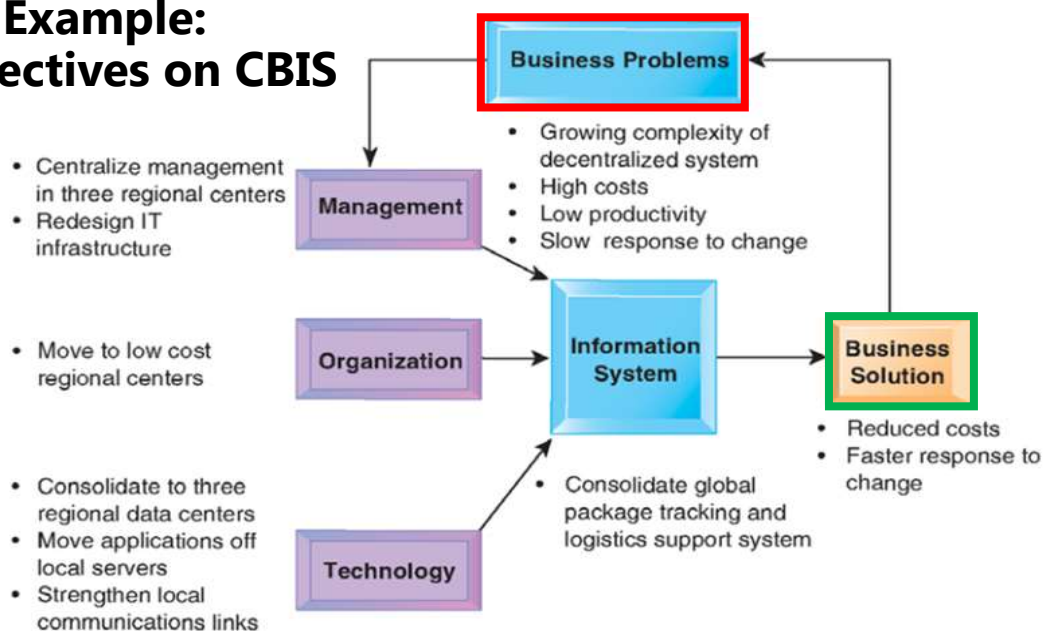 Example:
ectives on CBIS
Business Problems
• Growing complexity of
decentralized system
• High costs
• Low productivity
• Slow response to change
• Centralize management
in three regional centers
• Redesign IT
infrastructure
Management
• Move to low cost
regional centers
Organization
Information
System
Business
Solution
• Reduced costs
• Faster response to
change
• Consolidate to three
regional data centers
• Move applications off
local servers
• Strengthen local
communications links
Technology
• Consolidate global
package tracking and
logistics support system